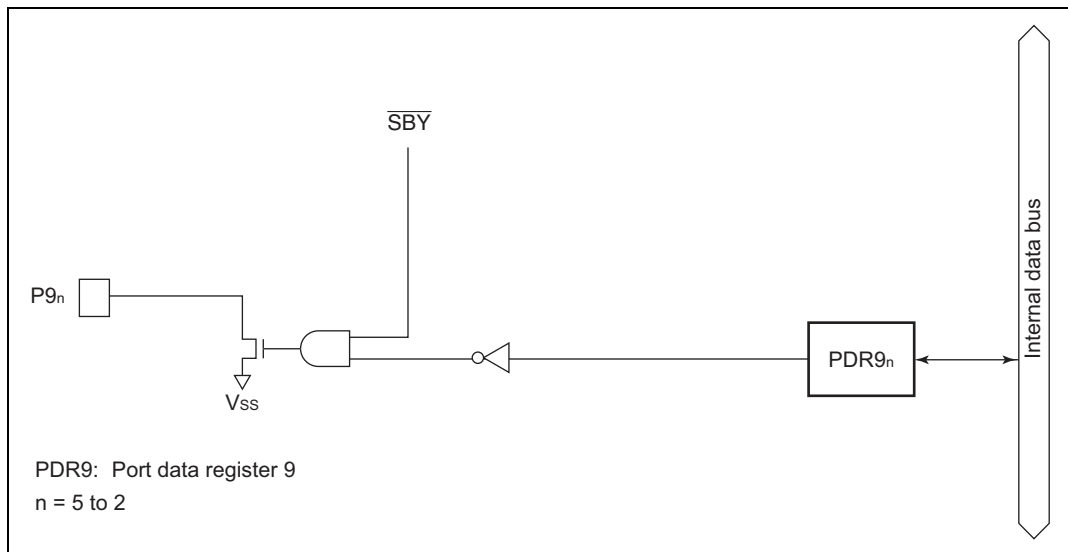 SBY
P9n
VSS
PDR9n
Internal data bus
PDR9: Port data register 9
n = 5 to 2